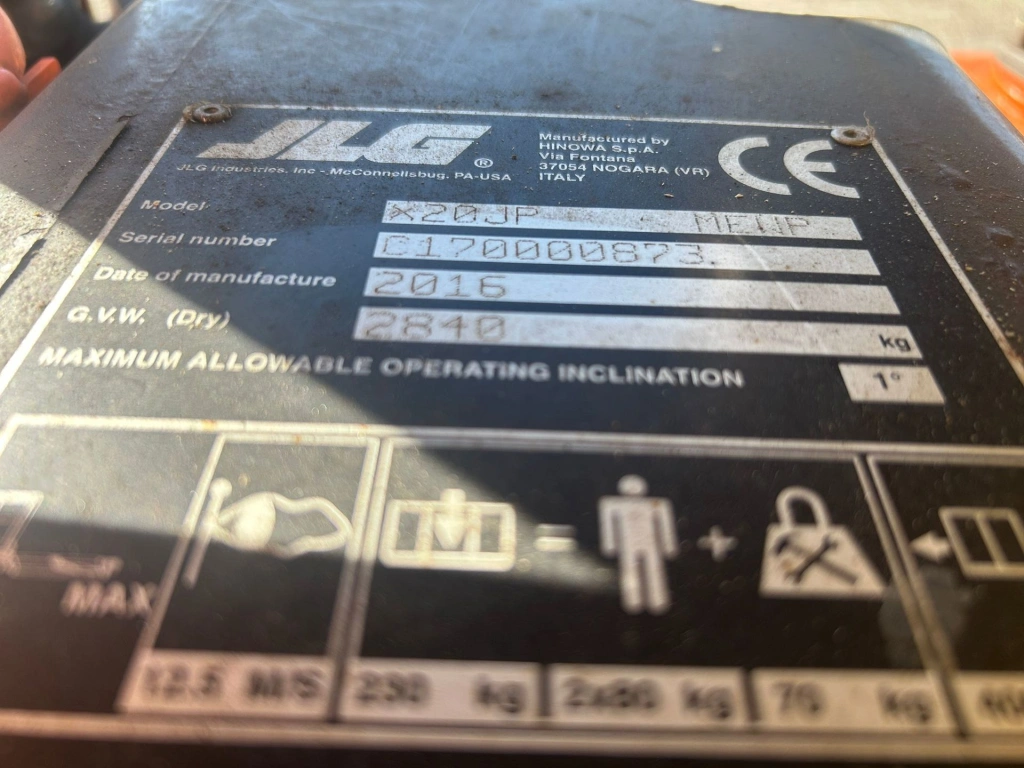 JLG®
JLG Industries, Inc - McConnellsbug, PA-USA
Manufactured by
HINOWA S.p.A.
Via Fontana
37054 NOGARA (VR)
ITALY
CE
Model X20JP MEWP
Serial number C170000873
Date of manufacture 2016
G.V.W. (Dry) 2840 kg
MAXIMUM ALLOWABLE OPERATING INCLINATION 1°
= +
MAX
12.5 M/S 230 kg 2x80 kg 70 kg